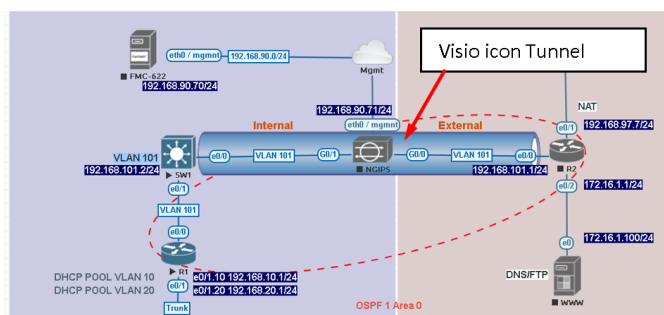 Visio icon Tunnel
eth0 / mgmnt
192.168.90.0/24
Mgmt
FMC-622
192.168.90.70/24
192.168.90.71/24
eth0 / mgmnt
NAT
e0/1
192.168.97.7/24
Internal
External
VLAN 101
192.168.101.2/24
SW1
e0/0
VLAN 101
G0/1
NGIPS
G0/0
VLAN 101
e0/0
192.168.101.1/24
R2
e0/1
e0/2
172.16.1.1/24
VLAN 101
e0/0
e0
172.16.1.100/24
R1
DHCP POOL VLAN 10
e0/1.10 192.168.10.1/24
DHCP POOL VLAN 20
e0/1
e0/1.20 192.168.20.1/24
Trunk
DNS/FTP
WWW
OSPF 1 Area 0